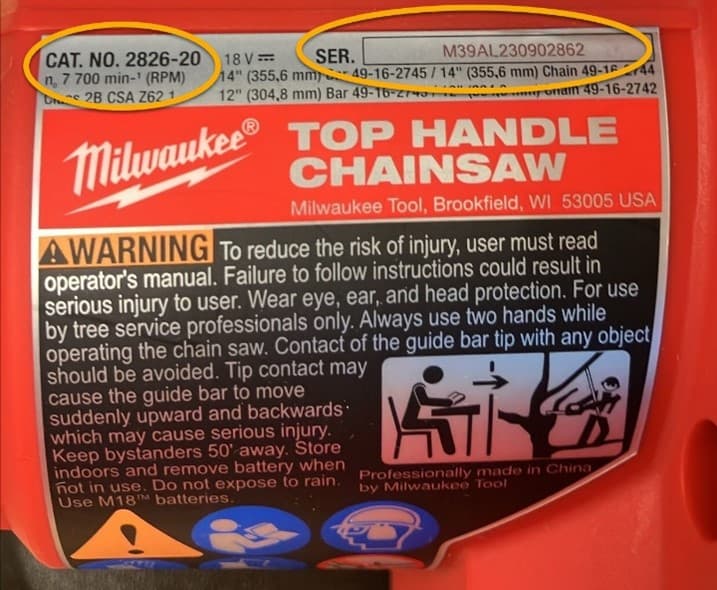 CAT. NO. 2826-20 18 V SER. M39AL230902862
n. 7 700 min-¹ (RPM) 14" (355,6 mm) 49-16-2745 / 14" (355,6 mm) Chain 49-16-2744
2B CSA Z62.1 12" (304,8 mm) Bar Chain 49-16-2742
Milwaukee® TOP HANDLE
CHAINSAW
Milwaukee Tool, Brookfield, WI 53005 USA
WARNING To reduce the risk of injury, user must read
operator's manual. Failure to follow instructions could result in
serious injury to user. Wear eye, ear, and head protection. For use
by tree service professionals only. Always use two hands while
operating the chain saw. Contact of the guide bar tip with any object
should be avoided. Tip contact may
cause the guide bar to move
suddenly upward and backwards
which may cause serious injury.
Keep bystanders 50' away. Store
indoors and remove battery when
not in use. Do not expose to rain.
Use M18™ batteries.
Professionally made in China
by Milwaukee Tool